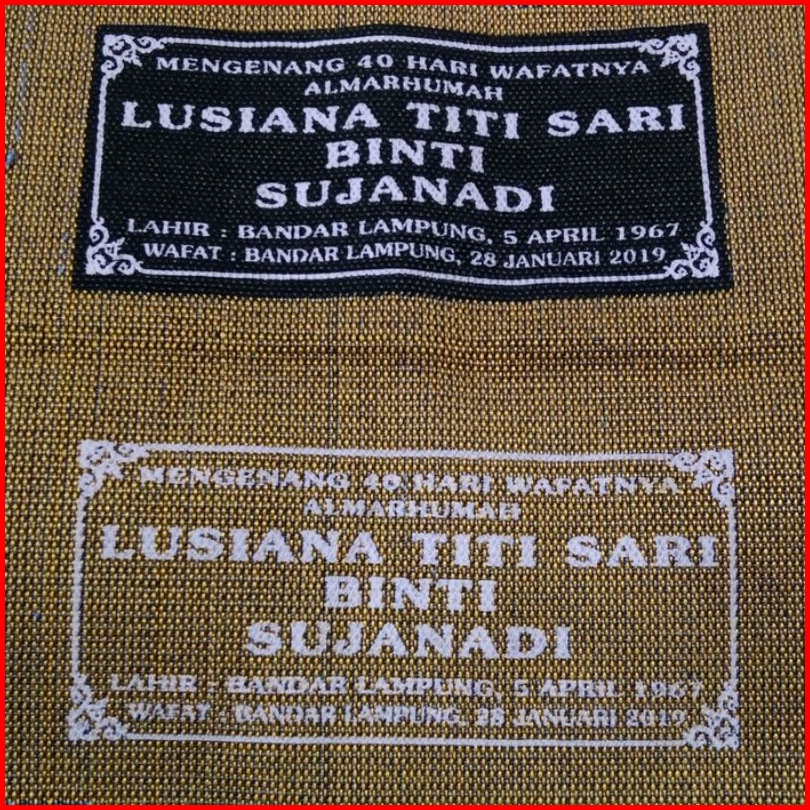 MENGENANG 40 HARI WAFATNYA
ALMARHUMAH
LUSIANA TITI SARI
BINTI
SUJANADI
LAHIR : BANDAR LAMPUNG, 5 APRIL 1967
WAFAT : BANDAR LAMPUNG, 28 JANUARI 2019
MENGENANG 40 HARI WAFATNYA
ALMARHUMAH
LUSIANA TITI SARI
BINTI
SUJANADI
LAHIR : BANDAR LAMPUNG, 5 APRIL 1967
WAFAT : BANDAR LAMPUNG, 28 JANUARI 2019